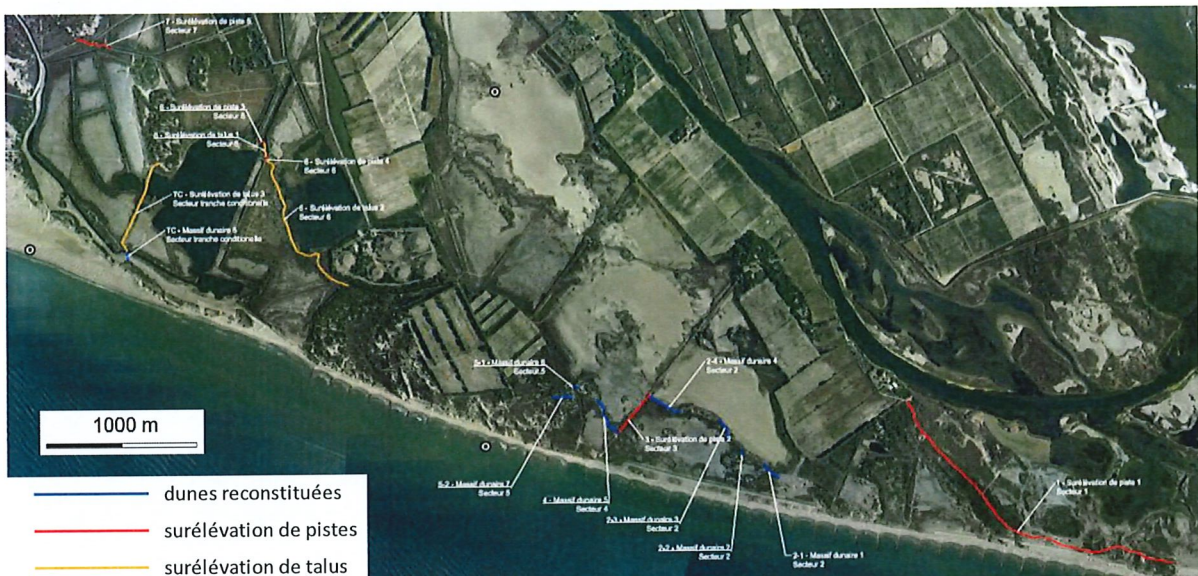 7 - Surélévation de piste 5
Secteur 7
6 - Surélévation de piste 3
Secteur 6
6 - Surélévation de talus 1
Secteur 6
6 - Surélévation de piste 4
Secteur 6
TC - Surélévation de talus 3
Secteur tranche conditionelle
6 - Surélévation de talus 2
Secteur 6
TC - Massif dunaire 8
Secteur tranche conditionelle
5-1 - Massif dunaire 6
Secteur 5
2-4 - Massif dunaire 4
Secteur 2
1000 m
3 - Surélévation de piste 2
Secteur 3
5-2 - Massif dunaire 7
Secteur 5
1 - Surélévation de piste 1
Secteur 1
4 - Massif dunaire 5
Secteur 4
2-3 - Massif dunaire 3
Secteur 2
2-2 - Massif dunaire 2
Secteur 2
2-1 - Massif dunaire 1
Secteur 2
dunes reconstituées
surélévation de pistes
surélévation de talus